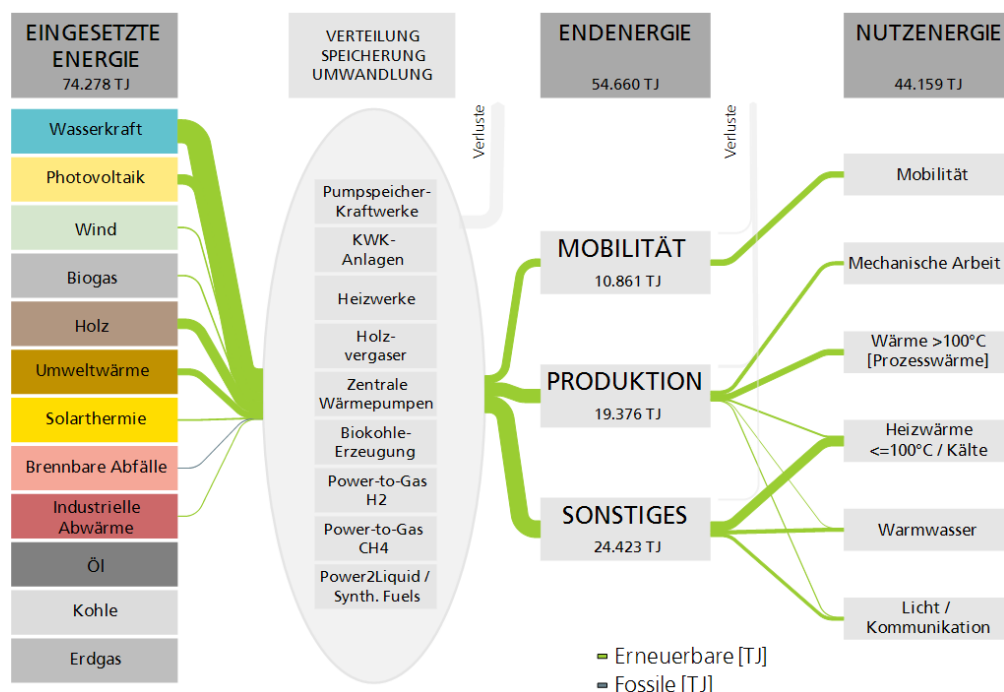 EINGESETZTE
ENERGIE
74.278 TJ
Wasserkraft
Photovoltaik
Wind
Biogas
Holz
Umweltwärme
Solarthermie
Brennbare Abfälle
Industrielle
Abwärme
Öl
Kohle
Erdgas
VERTEILUNG
SPEICHERUNG
UMWANDLUNG
Pumpspeicher-
Kraftwerke
KWK-
Anlagen
Heizwerke
Holz-
vergaser
Zentrale
Wärmepumpen
Biokohle-
Erzeugung
Power-to-Gas
H2
Power-to-Gas
CH4
Power2Liquid /
Synth. Fuels
Verluste
ENDENERGIE
54.660 TJ
MOBILITÄT
10.861 TJ
PRODUKTION
19.376 TJ
SONSTIGES
24.423 TJ
Verluste
NUTZENERGIE
44.159 TJ
Mobilität
Mechanische Arbeit
Wärme >100°C
[Prozesswärme]
Heizwärme
<=100°C / Kälte
Warmwasser
Licht /
Kommunikation
Erneuerbare [TJ]
Fossile [TJ]